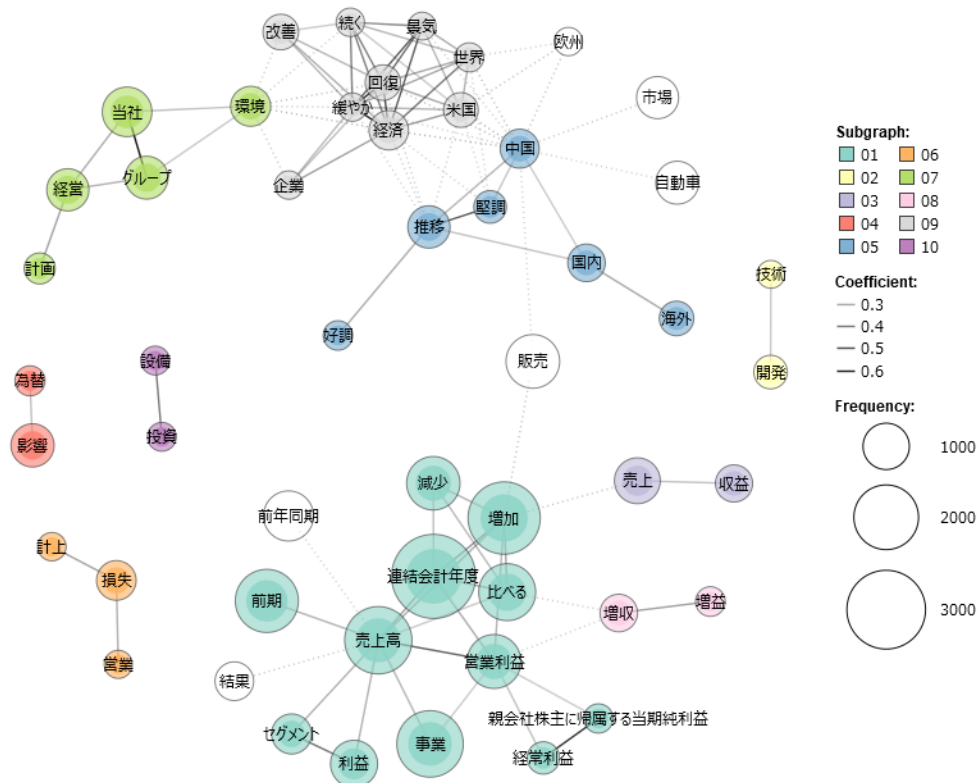 続く
景気
改善
欧州
世界
回復
市場
環境
緩やか
米国
当社
経済
中国
グループ
企業
自動車
経営
堅調
推移
計画
国内
技術
海外
好調
販売
設備
開発
為替
投資
影響
減少
売上
収益
前年同期
増加
計上
連結会計年度
損失
比べる
前期
増収
増益
売上高
営業
営業利益
結果
親会社株主に帰属する当期純利益
セグメント
事業
経常利益
利益
Subgraph:
01 06
02 07
03 08
04 09
05 10
Coefficient:
0.3
0.4
0.5
0.6
Frequency:
1000
2000
3000